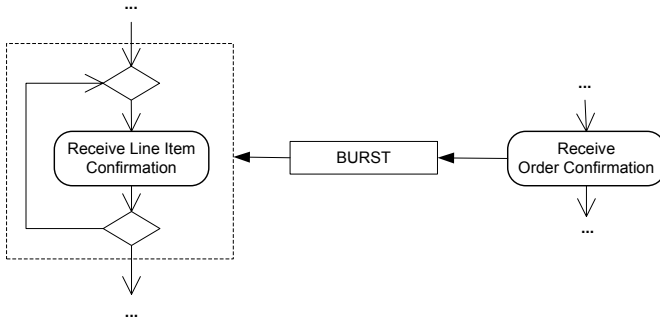 ...
Receive Line Item
Confirmation
...
BURST
...
Receive
Order Confirmation
...